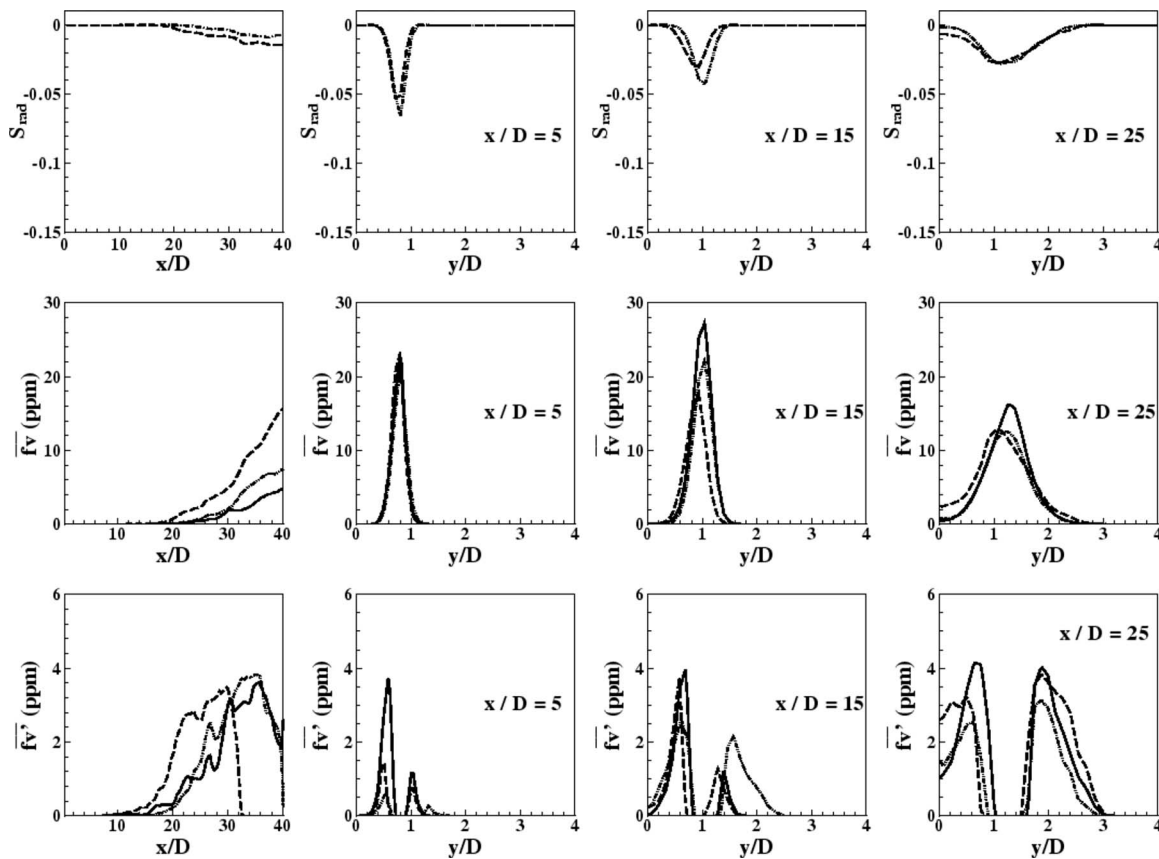 0
-0.05
-0.1
-0.15
S_rad
0 10 20 30 40
x/D
0
-0.05
-0.1
-0.15
S_rad
x / D = 5
0 1 2 3 4
y/D
0
-0.05
-0.1
-0.15
S_rad
x / D = 15
0 1 2 3 4
y/D
0
-0.05
-0.1
-0.15
S_rad
x / D = 25
0 1 2 3 4
y/D
30
20
10
0
fv (ppm)
10 20 30 40
x/D
30
20
10
0
fv (ppm)
x / D = 5
0 1 2 3 4
y/D
30
20
10
0
fv (ppm)
x / D = 15
0 1 2 3 4
y/D
30
20
10
0
fv (ppm)
x / D = 25
0 1 2 3 4
y/D
6
4
2
0
fv' (ppm)
10 20 30 40
x/D
6
4
2
0
fv' (ppm)
x / D = 5
0 1 2 3 4
y/D
6
4
2
0
fv' (ppm)
x / D = 15
0 1 2 3 4
y/D
6
4
2
0
fv' (ppm)
x / D = 25
0 1 2 3 4
y/D